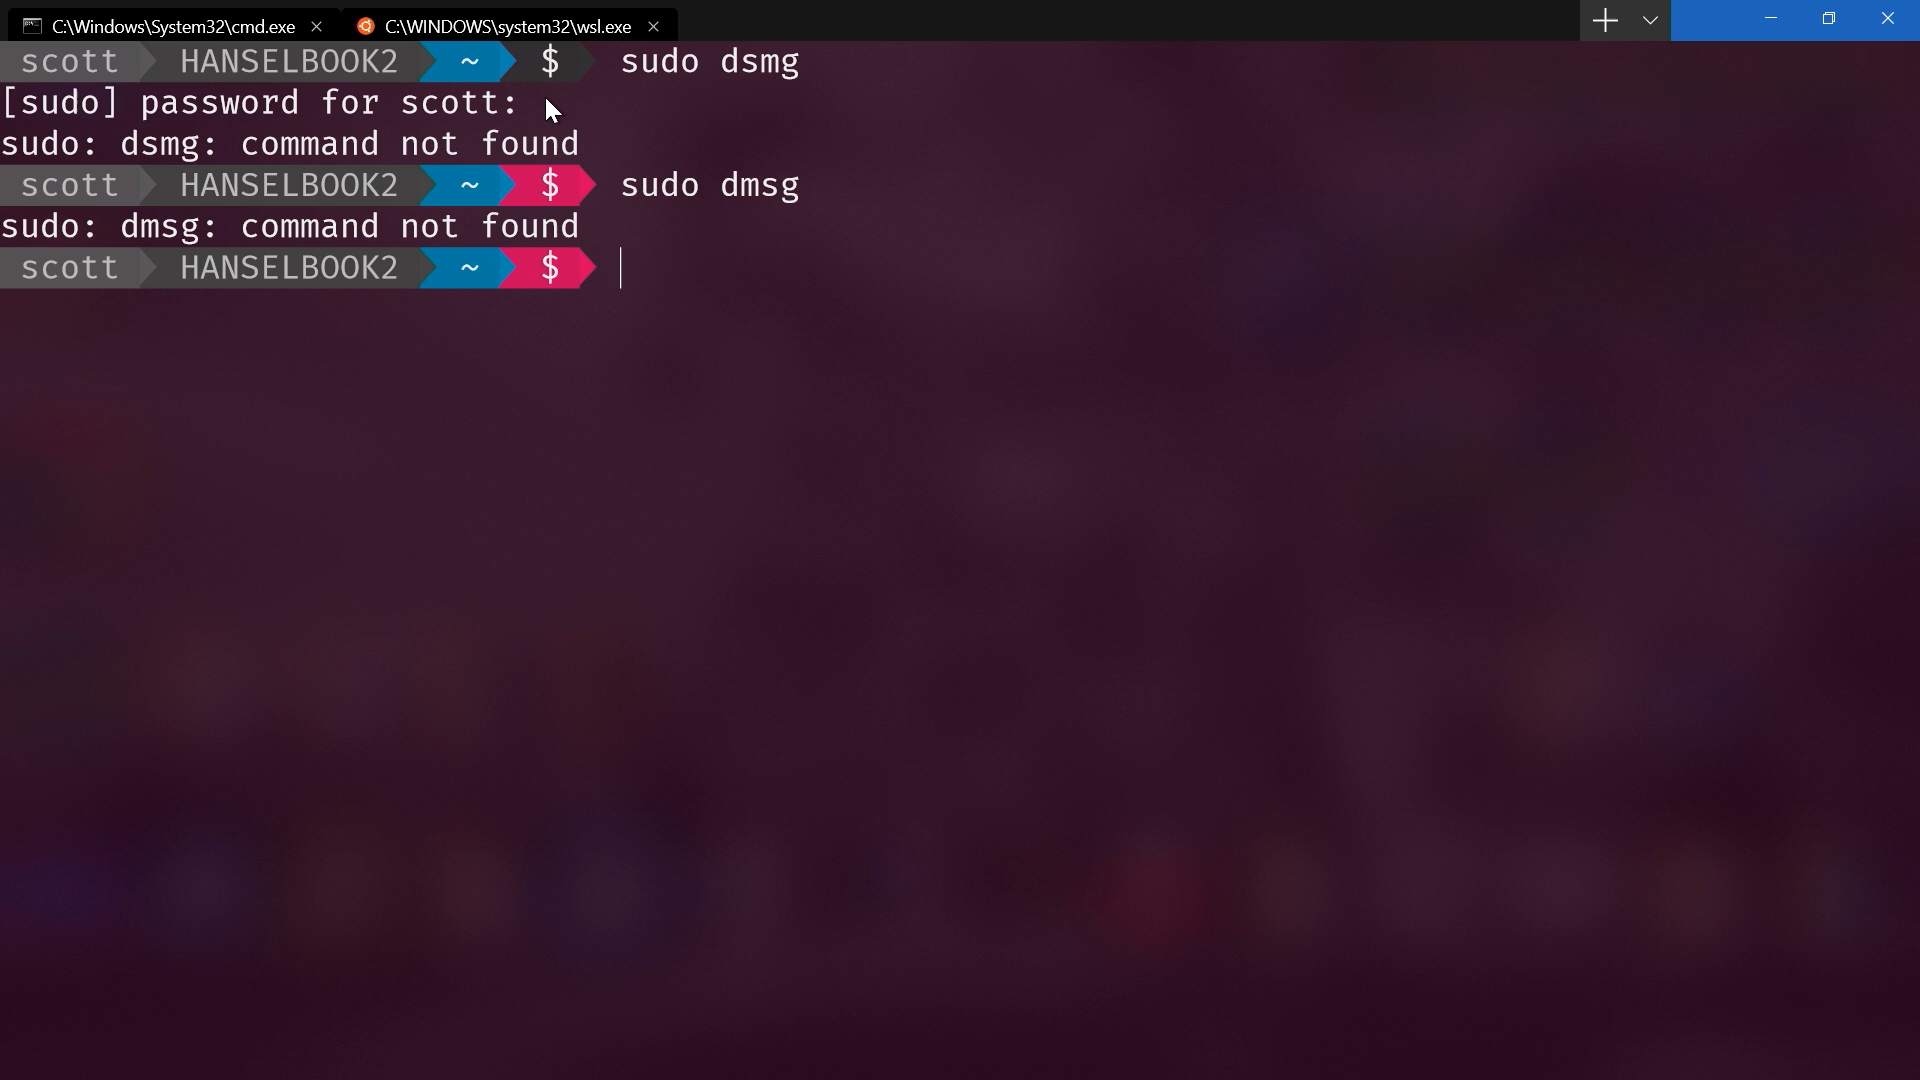 C:\Windows\System32\cmd.exe C:\WINDOWS\system32\wsl.exe
scott HANSELBOOK2 ~ $ sudo dsmg
[sudo] password for scott:
sudo: dsmg: command not found
scott HANSELBOOK2 ~ $ sudo dmsg
sudo: dmsg: command not found
scott HANSELBOOK2 ~ $